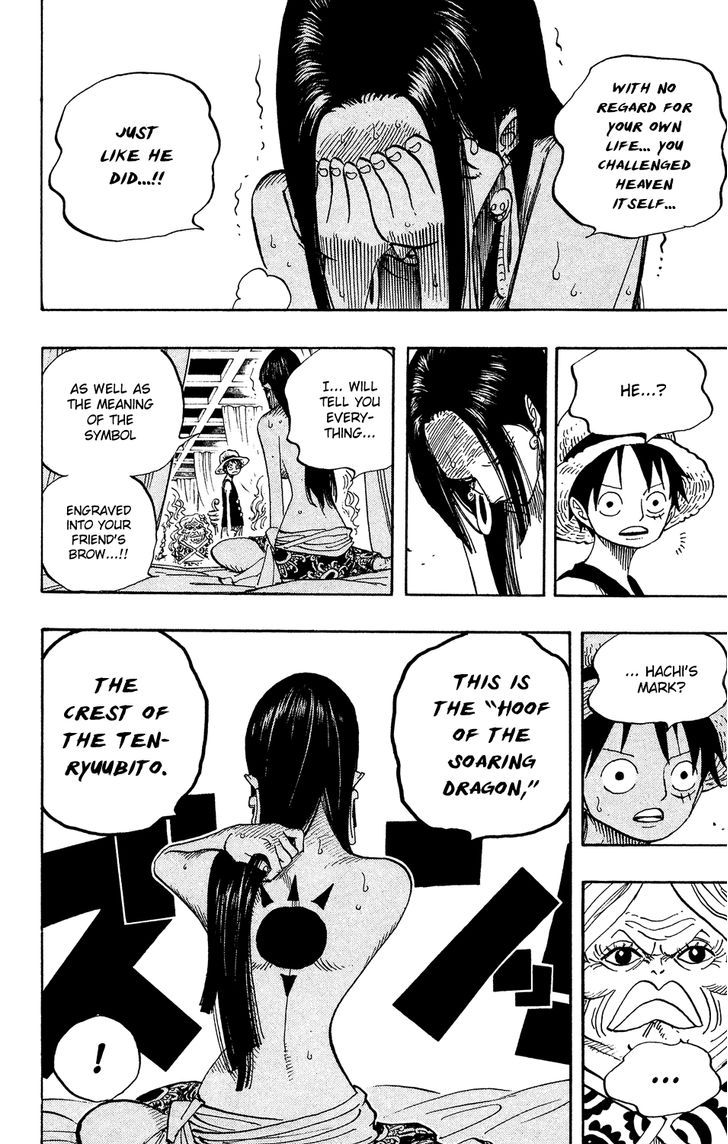 WITH NO
REGARD FOR
YOUR OWN
LIFE... YOU
CHALLENGED
HEAVEN
ITSELF...
JUST
LIKE HE
DID...!!
HE...?
I... WILL
TELL YOU
EVERY-
THING...
AS WELL AS
THE MEANING
OF THE
SYMBOL
ENGRAVED
INTO YOUR
FRIEND'S
BROW...!!
... HACHI'S
MARK?
...
THIS IS
THE "HOOF
OF THE
SOARING
DRAGON,"
THE
CREST OF
THE TEN-
RYUUBITO.
!